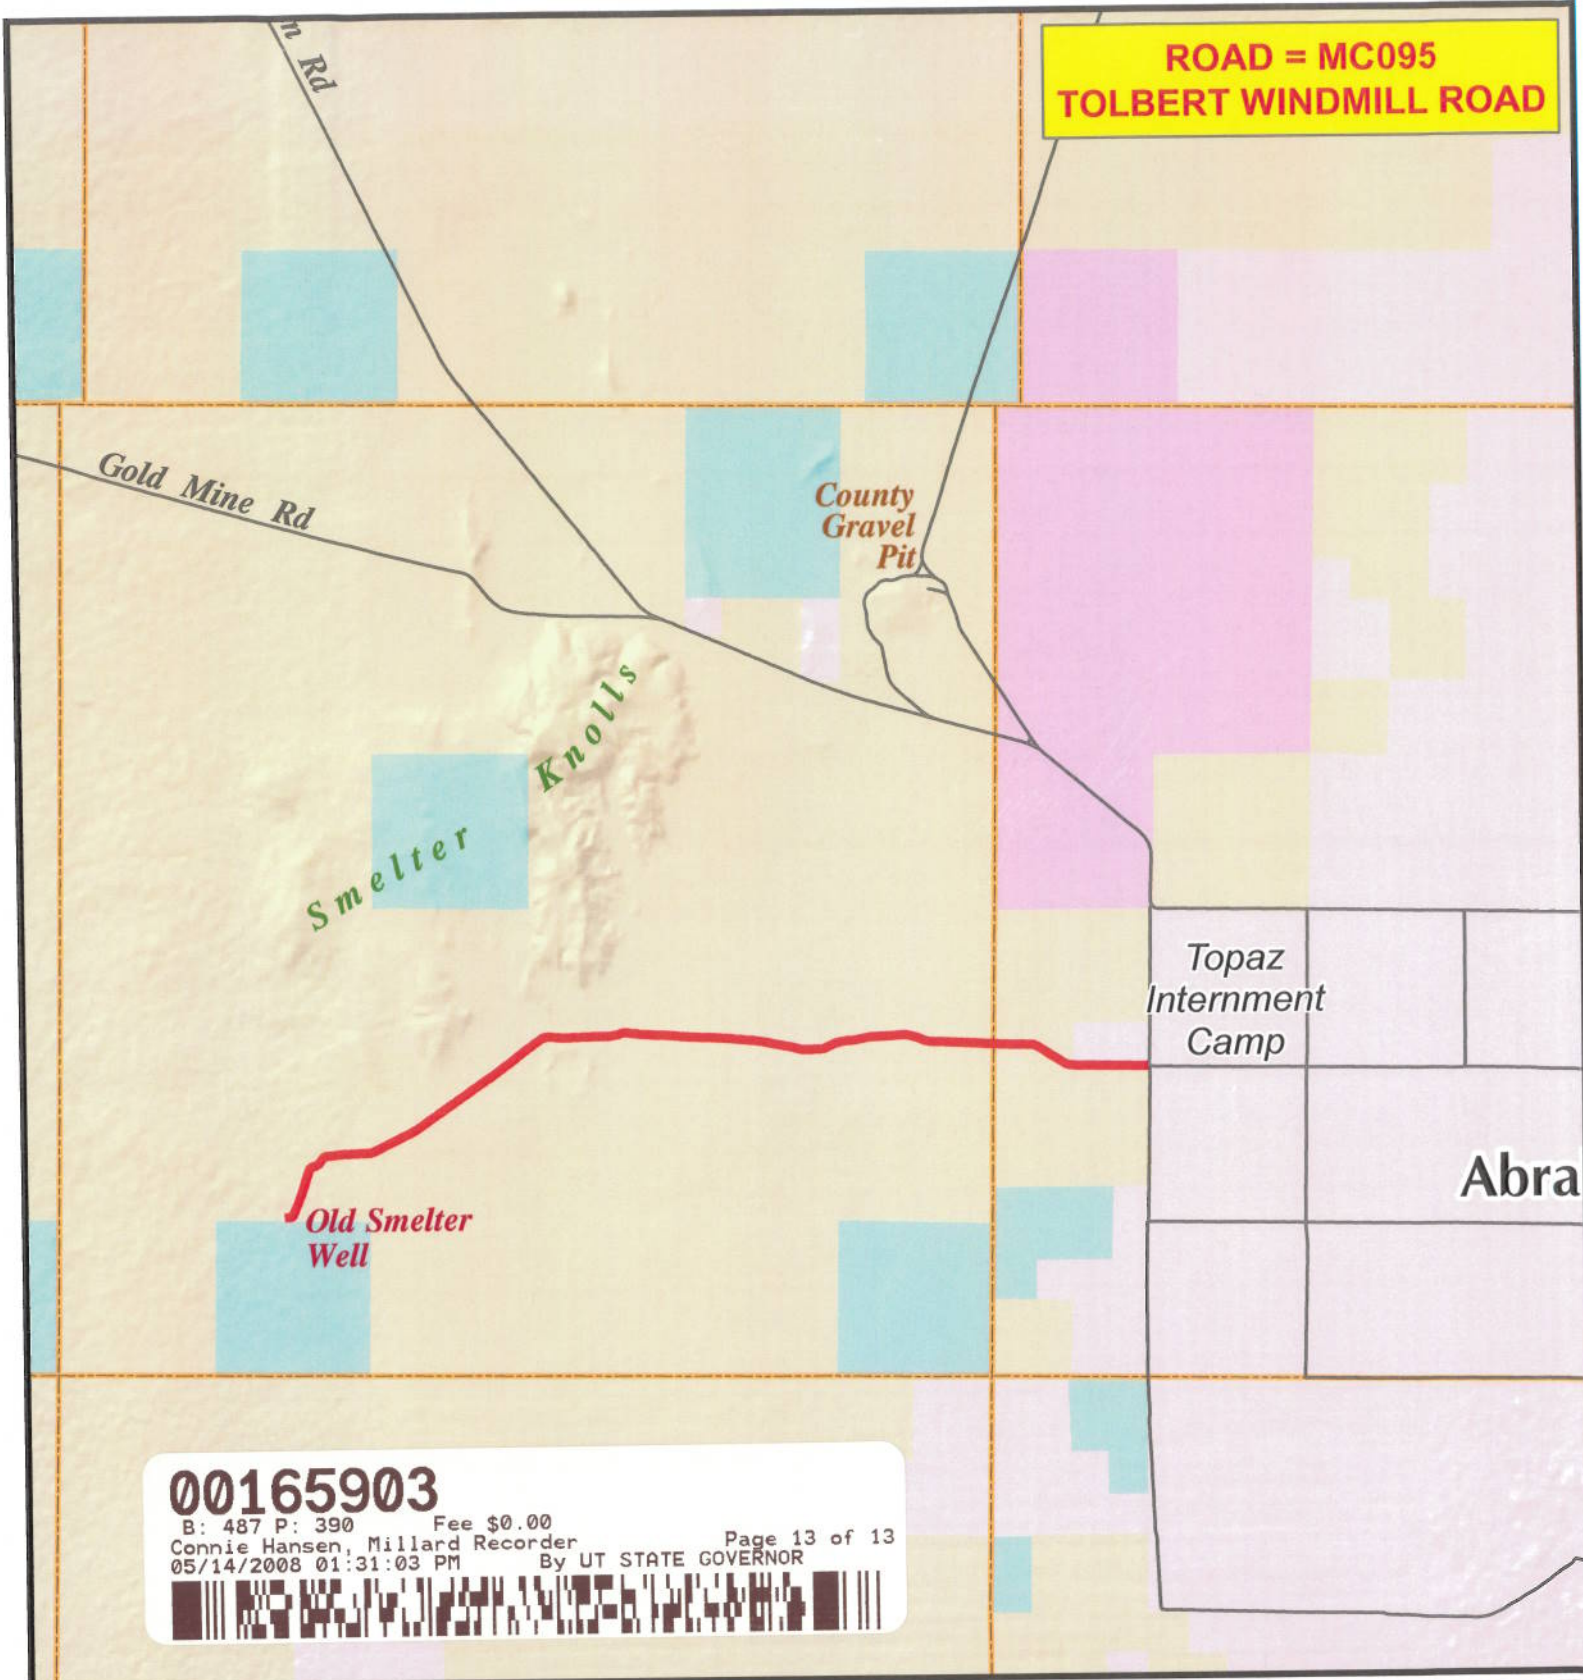 n Rd
ROAD = MC095
TOLBERT WINDMILL ROAD
Gold Mine Rd
County
Gravel
Pit
Smelter Knolls
Topaz
Internment
Camp
Abra
Old Smelter
Well
00165903
B: 487 P: 390 Fee $0.00
Connie Hansen, Millard Recorder Page 13 of 13
05/14/2008 01:31:03 PM By UT STATE GOVERNOR